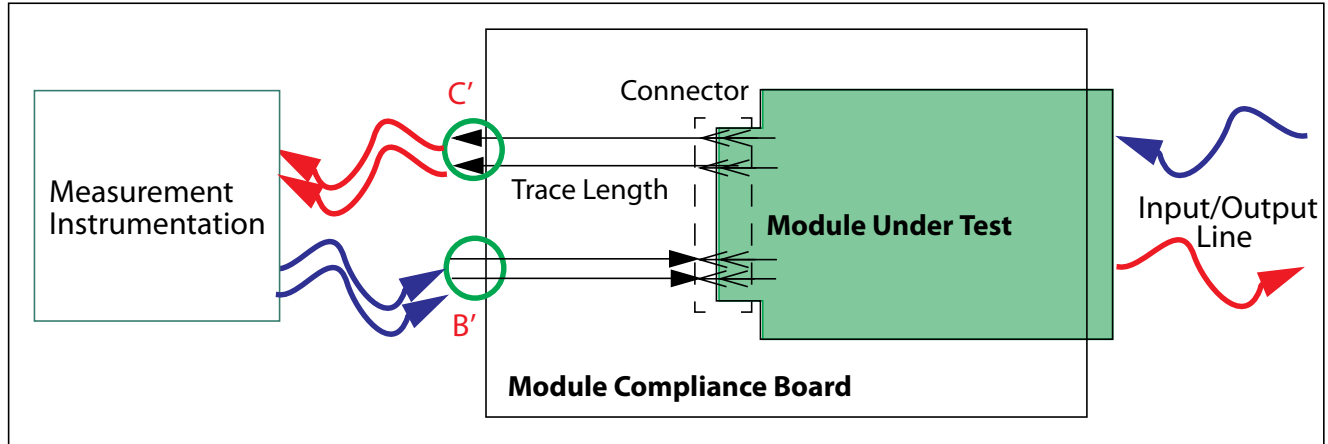 C’
Connector
Measurement
Instrumentation
Trace Length
Module Under Test
Input/Output
Line
B’
Module Compliance Board